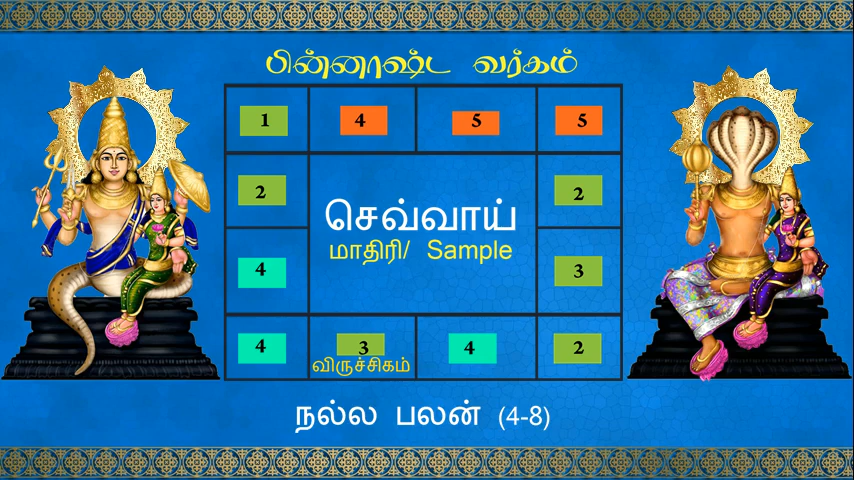 பின்னாஷ்ட வர்கம்
1 4 5 5
2 2
செவ்வாய்
மாதிரி/ Sample
4 3
4 3 4 2
விருச்சிகம்
நல்ல பலன் (4-8)